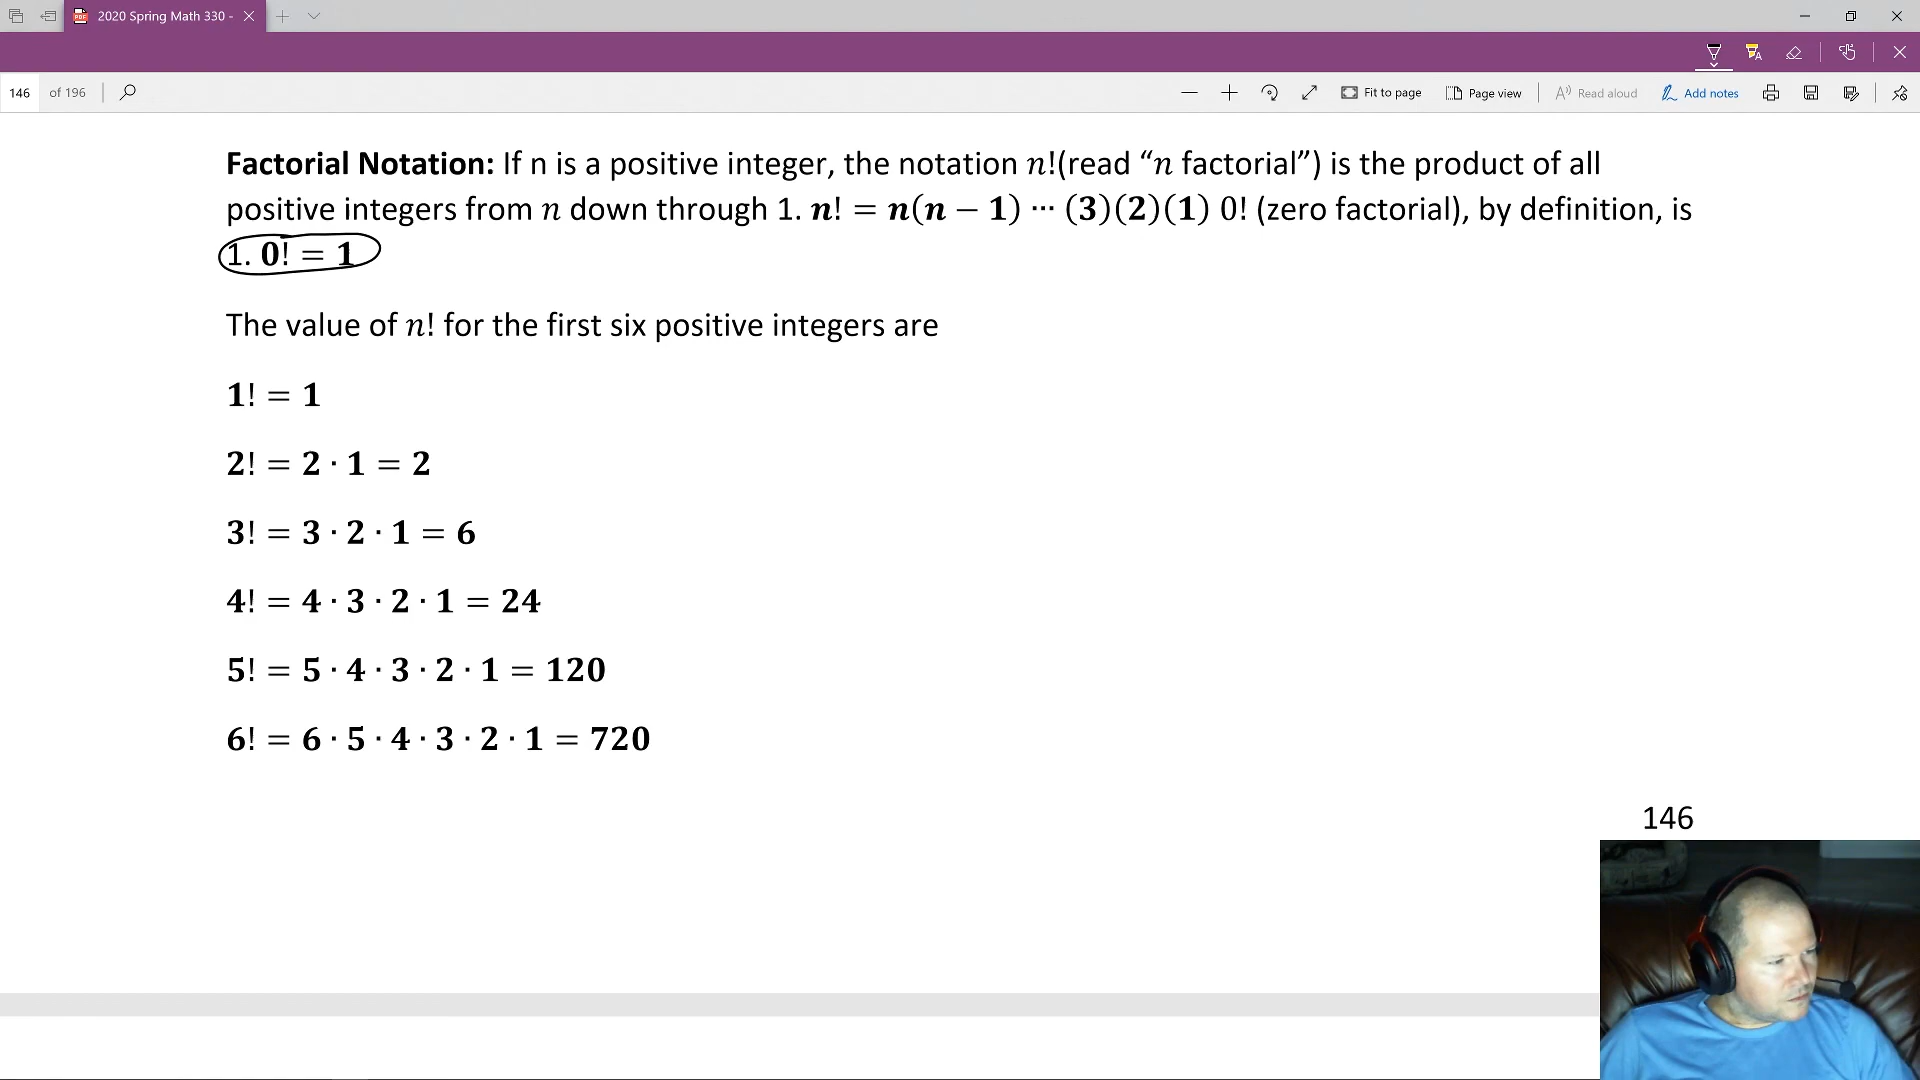 2020 Spring Math 330 -
146 of 196
Fit to page
Page view
Read aloud
Add notes
Factorial Notation: If n is a positive integer, the notation n!(read “n factorial”) is the product of all
positive integers from n down through 1. n! = n(n − 1) ⋯ (3)(2)(1) 0! (zero factorial), by definition, is
1. 0! = 1
The value of n! for the first six positive integers are
1! = 1
2! = 2 · 1 = 2
3! = 3 · 2 · 1 = 6
4! = 4 · 3 · 2 · 1 = 24
5! = 5 · 4 · 3 · 2 · 1 = 120
6! = 6 · 5 · 4 · 3 · 2 · 1 = 720
146